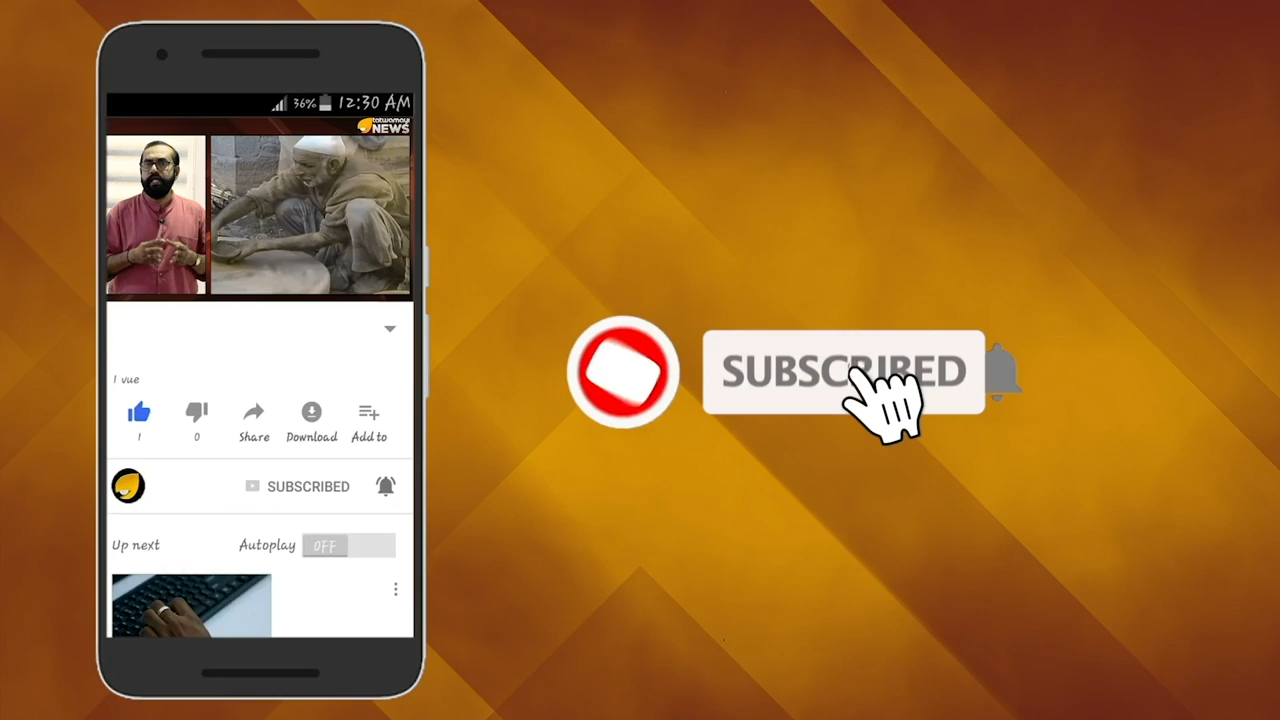 36% 12:30 AM
tatwamayi
NEWS
1 vue
1
0
Share
Download
Add to
SUBSCRIBED
Up next
Autoplay
OFF
SUBSCRIBED